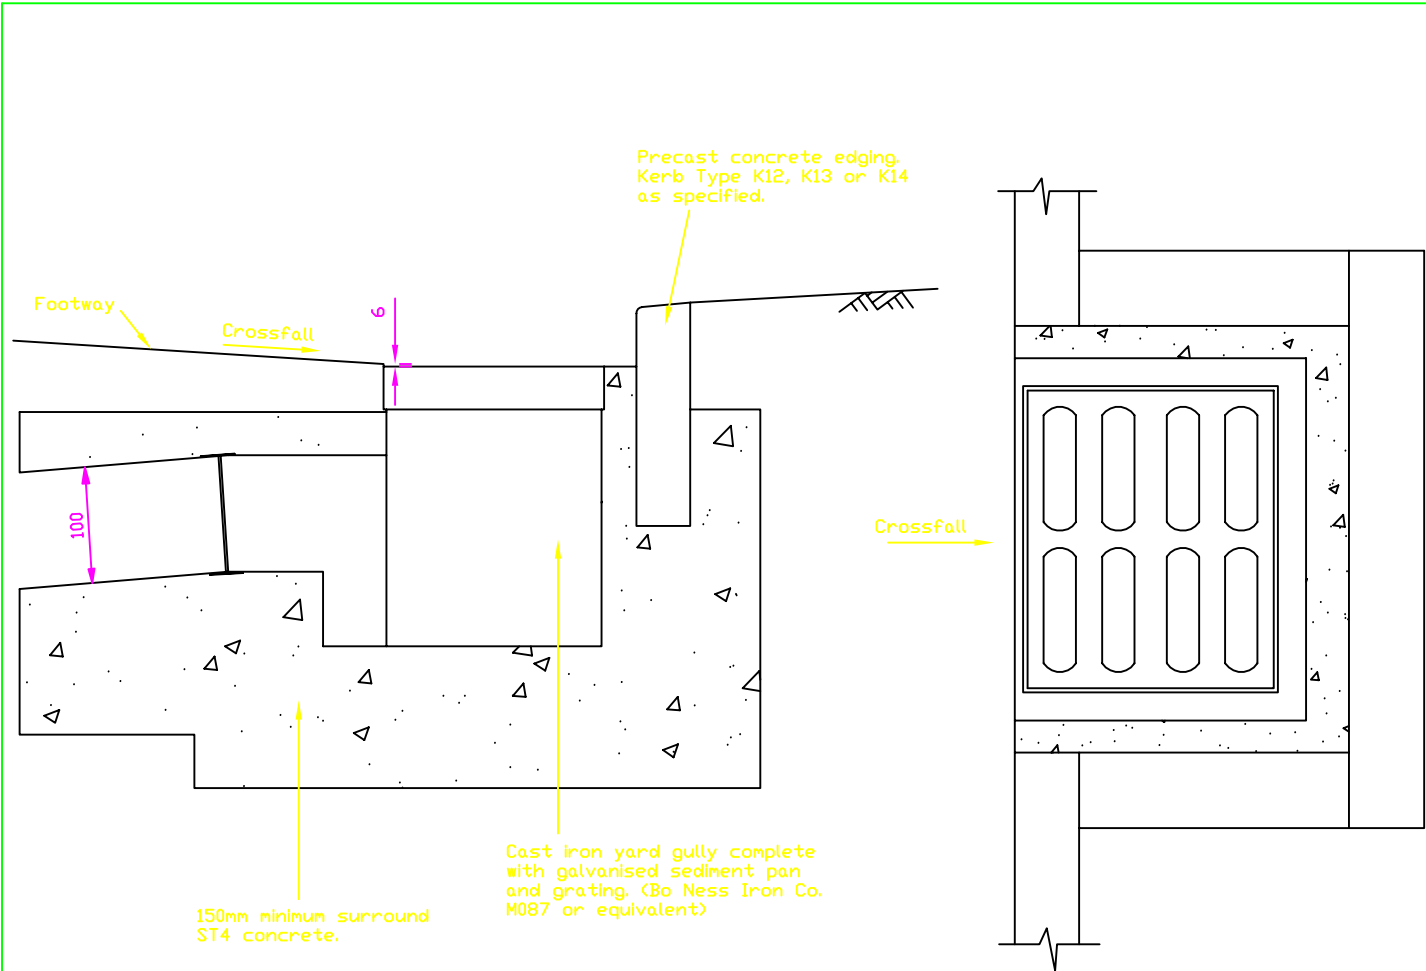 Precast concrete edging.
Kerb Type K12, K13 or K14
as specified.
Footway
Crossfall
6
100
Crossfall
Cast iron yard gully complete
with galvanised sediment pan
and grating. (Bo Ness Iron Co.
M087 or equivalent)
150mm minimum surround
ST4 concrete.